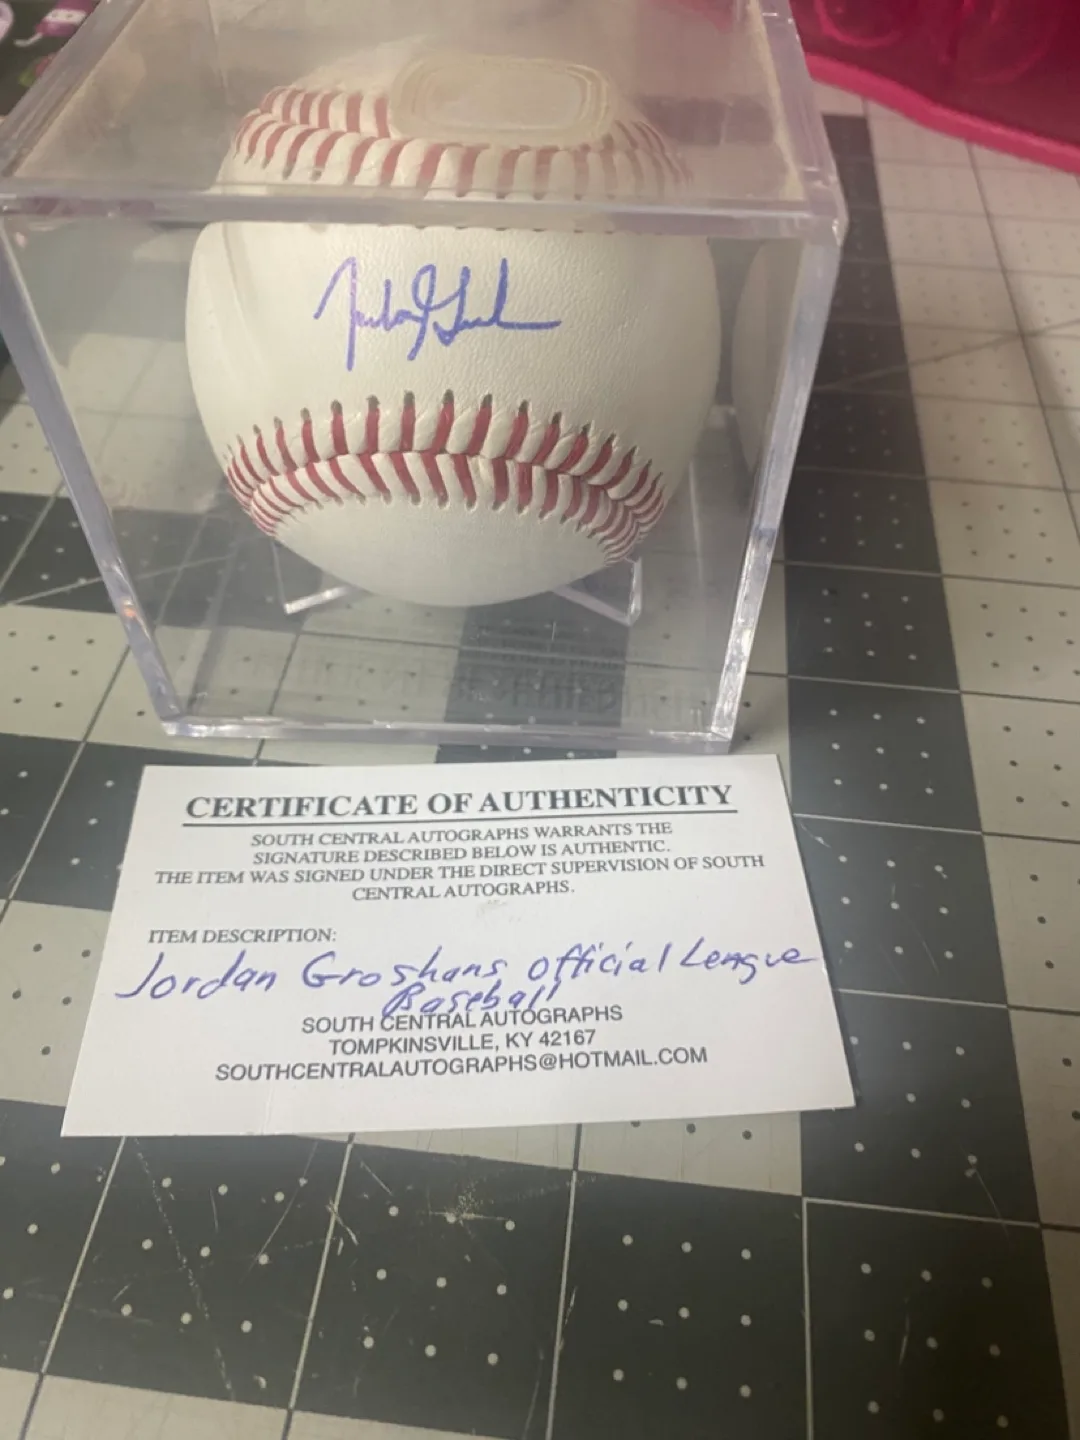 CERTIFICATE OF AUTHENTICITY
SOUTH CENTRAL AUTOGRAPHS WARRANTS THE
SIGNATURE DESCRIBED BELOW IS AUTHENTIC.
THE ITEM WAS SIGNED UNDER THE DIRECT SUPERVISION OF SOUTH
CENTRAL AUTOGRAPHS.
ITEM DESCRIPTION:
Jordan Groshans Official League
Baseball
SOUTH CENTRAL AUTOGRAPHS
TOMPKINSVILLE, KY 42167
SOUTHCENTRALAUTOGRAPHS@HOTMAIL.COM